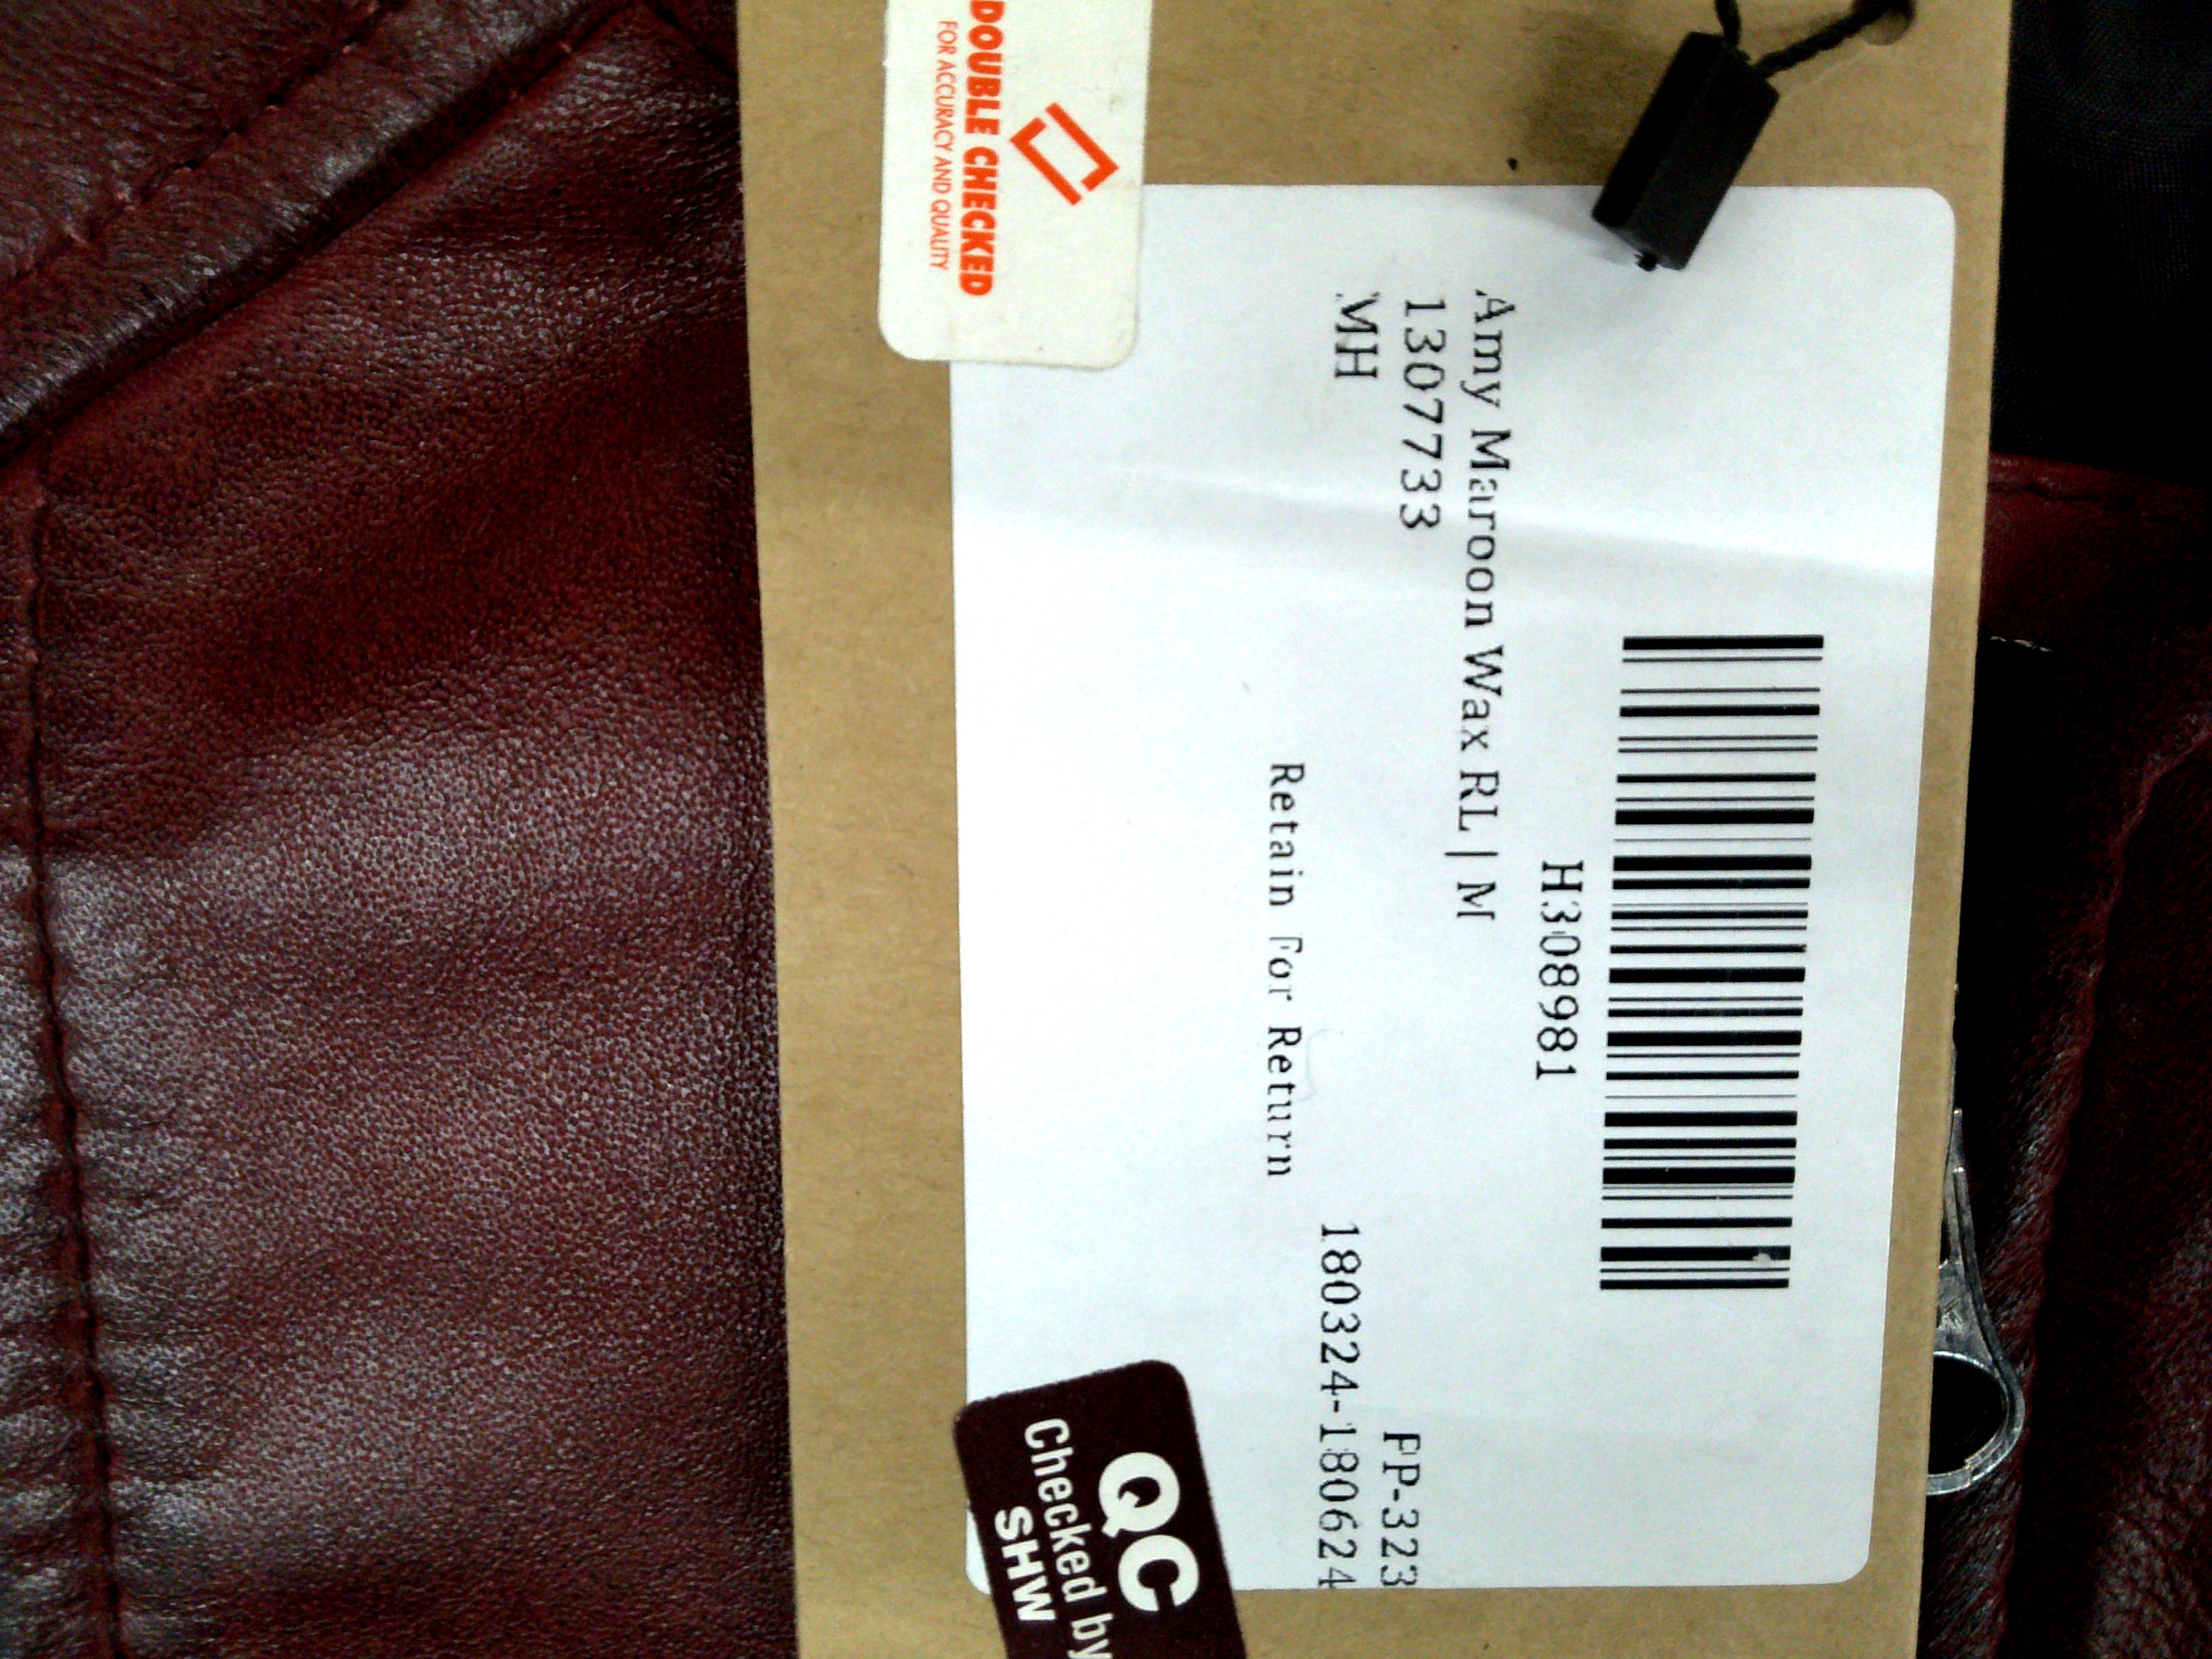 DOUBLE CHECKED
FOR ACCURACY AND QUALITY
H308981
Amy Maroon Wax RL | M
1307733
MH
PP-323
180324-180624
Retain For Return
QC
Checked by
SHW